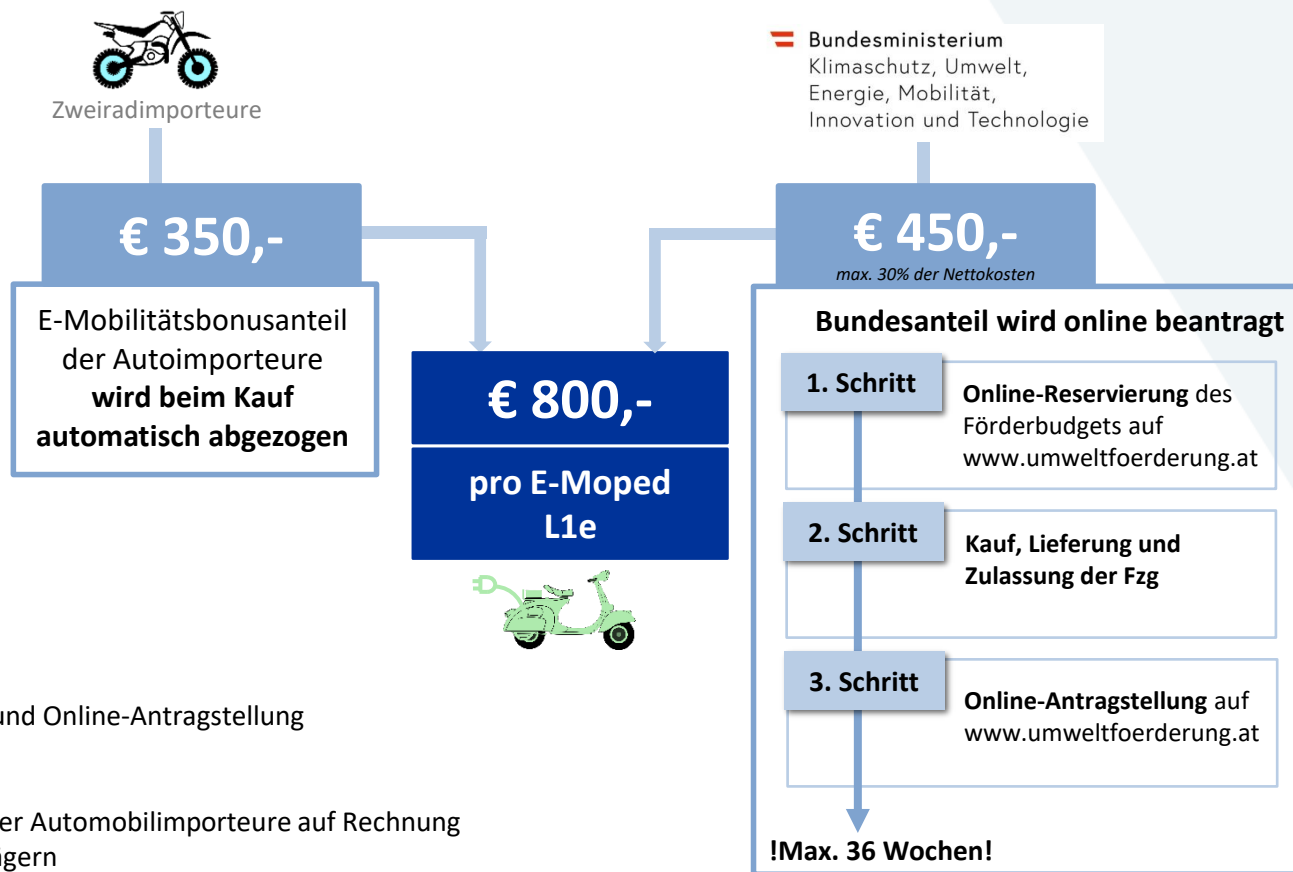 Zweiradimporteure
€ 350,-
E-Mobilitätsbonusanteil
der Autoimporteure
wird beim Kauf
automatisch abgezogen
€ 800,-
pro E-Moped
L1e
Bundesministerium
Klimaschutz, Umwelt,
Energie, Mobilität,
Innovation und Technologie
€ 450,-
max. 30% der Nettokosten
Bundesanteil wird online beantragt
1. Schritt
Online-Reservierung des
Förderbudgets auf
www.umweltfoerderung.at
2. Schritt
Kauf, Lieferung und
Zulassung der Fzg
3. Schritt
Online-Antragstellung auf
www.umweltfoerderung.at
!Max. 36 Wochen!
und Online-Antragstellung
er Automobilimporteure auf Rechnung
igern